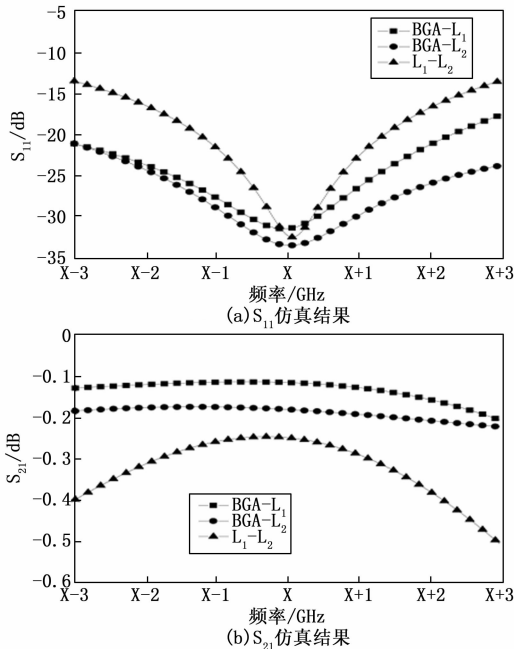 -5
-10
-15
-20
-25
-30
-35
S₁₁/dB
BGA-L₁
BGA-L₂
L₁-L₂
X-3
X-2
X-1
X
X+1
X+2
X+3
频率/GHz
(a)S₁₁仿真结果
0
-0.1
-0.2
-0.3
-0.4
-0.5
-0.6
S₂₁/dB
BGA-L₁
BGA-L₂
L₁-L₂
X-3
X-2
X-1
X
X+1
X+2
X+3
频率/GHz
(b)S₂₁仿真结果